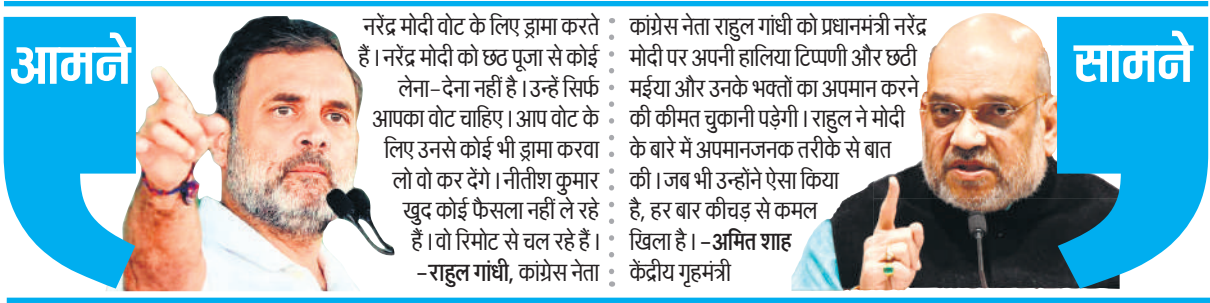 आमने
नरेंद्र मोदी वोट के लिए ड्रामा करते
हैं। नरेंद्र मोदी को छठ पूजा से कोई
लेना-देना नहीं है। उन्हें सिर्फ
आपका वोट चाहिए। आप वोट के
लिए उनसे कोई भी ड्रामा करवा
लो वो कर देंगे। नीतीश कुमार
खुद कोई फैसला नहीं ले रहे
हैं। वो रिमोट से चल रहे हैं।
-राहुल गांधी, कांग्रेस नेता
कांग्रेस नेता राहुल गांधी को प्रधानमंत्री नरेंद्र
मोदी पर अपनी हालिया टिप्पणी और छठी
मईया और उनके भक्तों का अपमान करने
की कीमत चुकानी पड़ेगी। राहुल ने मोदी
के बारे में अपमानजनक तरीके से बात
की। जब भी उन्होंने ऐसा किया
है, हर बार कीचड़ से कमल
खिला है। -अमित शाह
केंद्रीय गृहमंत्री
सामने